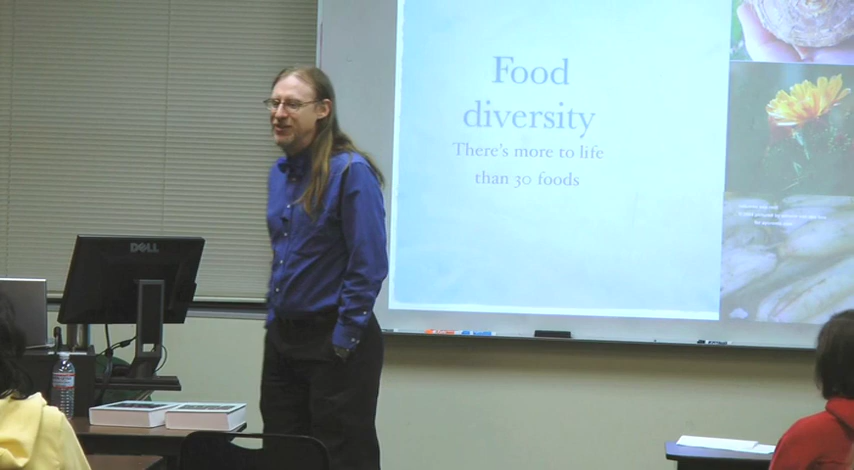 Food
diversity
There's more to life
than 30 foods
DELL